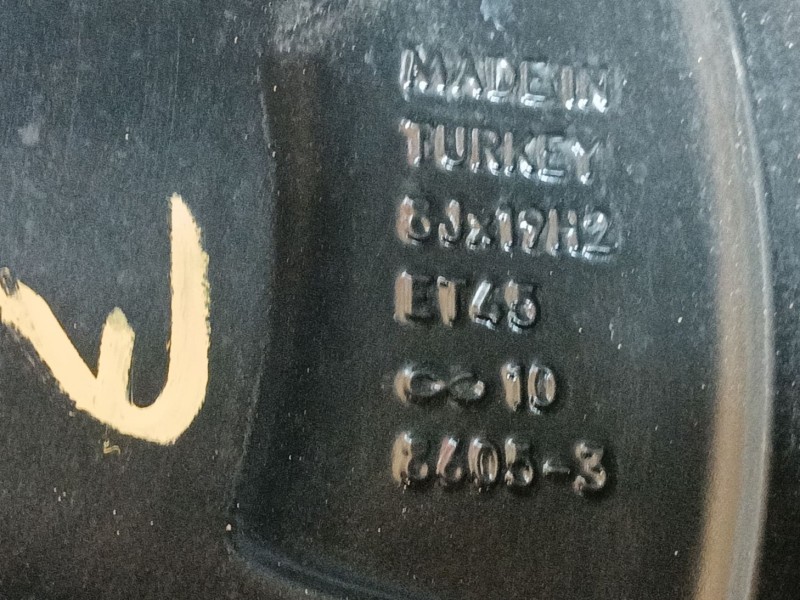 MADE IN
TURKEY
8Jx19H2
ET45
∞ 10
8605-3